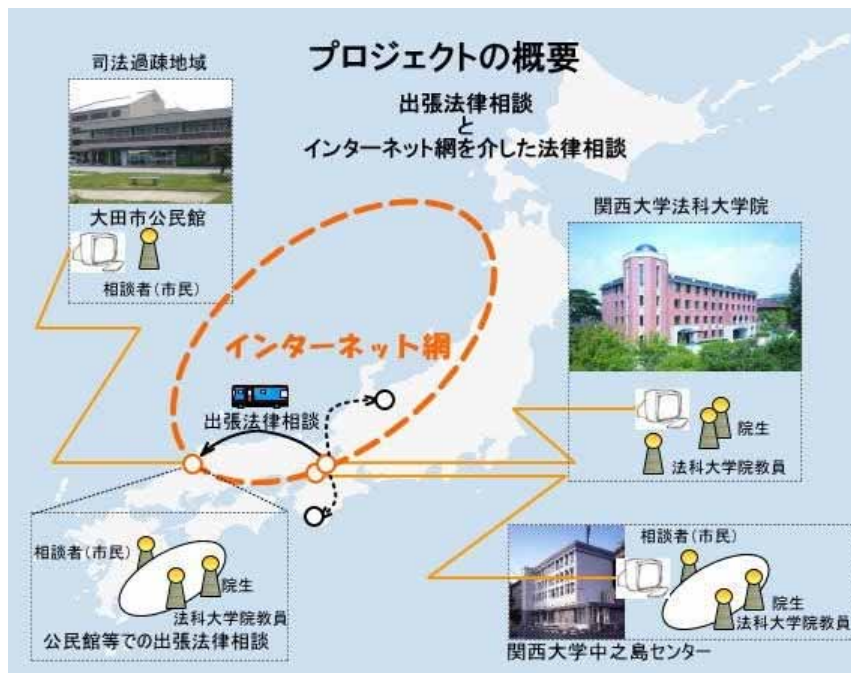 プロジェクトの概要
出張法律相談
と
インターネット網を介した法律相談
司法過疎地域
大田市公民館
相談者(市民)
関西大学法科大学院
院生
法科大学院教員
インターネット網
出張法律相談
相談者(市民)
院生
法科大学院教員
公民館等での出張法律相談
相談者(市民)
院生
法科大学院教員
関西大学中之島センター